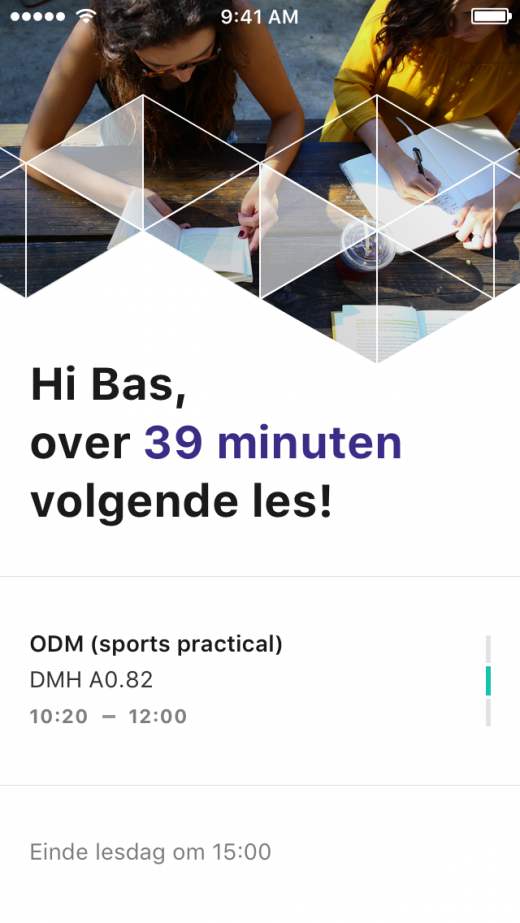 9:41 AM
Hi Bas,
over 39 minuten
volgende les!
ODM (sports practical)
DMH A0.82
10:20 – 12:00
Einde lesdag om 15:00